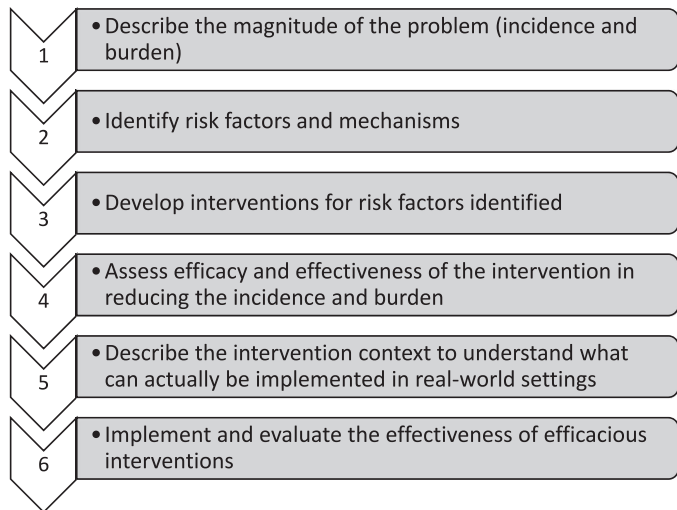 1
• Describe the magnitude of the problem (incidence and
burden)
2
• Identify risk factors and mechanisms
3
• Develop interventions for risk factors identified
4
• Assess efficacy and effectiveness of the intervention in
reducing the incidence and burden
5
• Describe the intervention context to understand what
can actually be implemented in real-world settings
6
• Implement and evaluate the effectiveness of efficacious
interventions